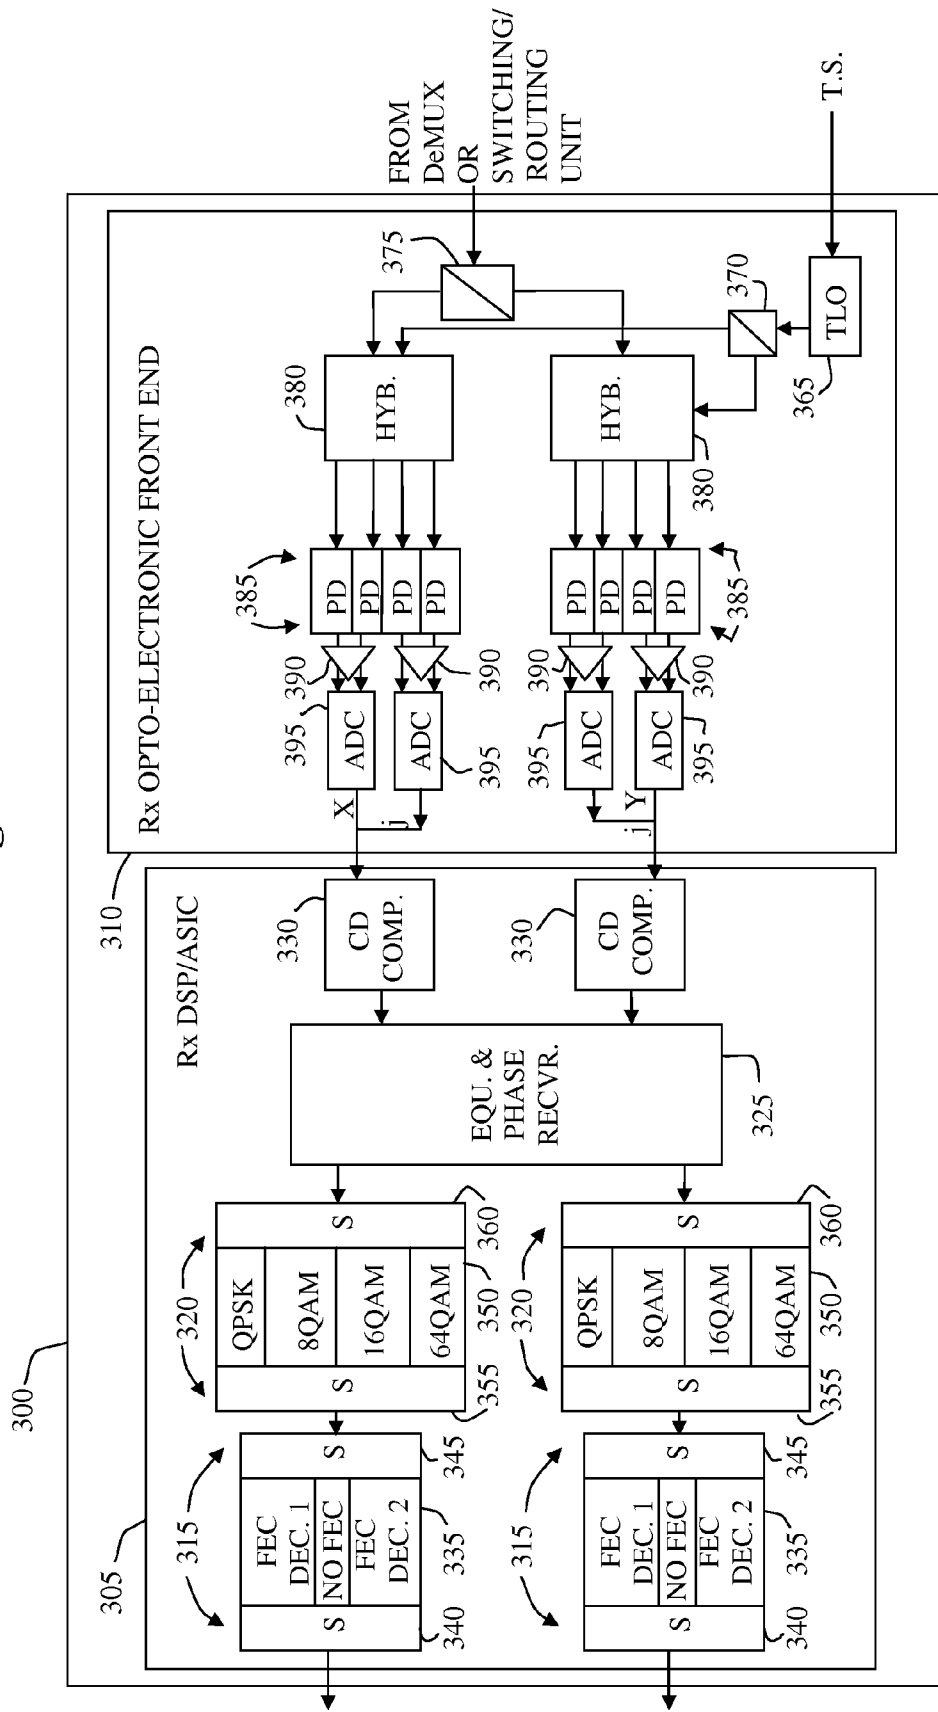 300
305
Rx DSP/ASIC
310
Rx OPTO-ELECTRONIC FRONT END
315
320
330
395
390
385
380
375
FROM
DeMUX
OR
SWITCHING/
ROUTING
UNIT
S
FEC
DEC. 1
NO FEC
FEC
DEC. 2
S
340
335
345
S
QPSK
8QAM
16QAM
64QAM
S
355
350
360
EQU. &
PHASE
RECVR.
325
CD
COMP.
X
j
ADC
ADC
395
390
PD
PD
PD
PD
HYB.
315
320
330
395
390
S
FEC
DEC. 1
NO FEC
FEC
DEC. 2
S
340
335
345
S
QPSK
8QAM
16QAM
64QAM
S
355
350
360
CD
COMP.
j
Y
ADC
ADC
395
390
PD
PD
PD
PD
385
HYB.
380
370
TLO
365
T.S.